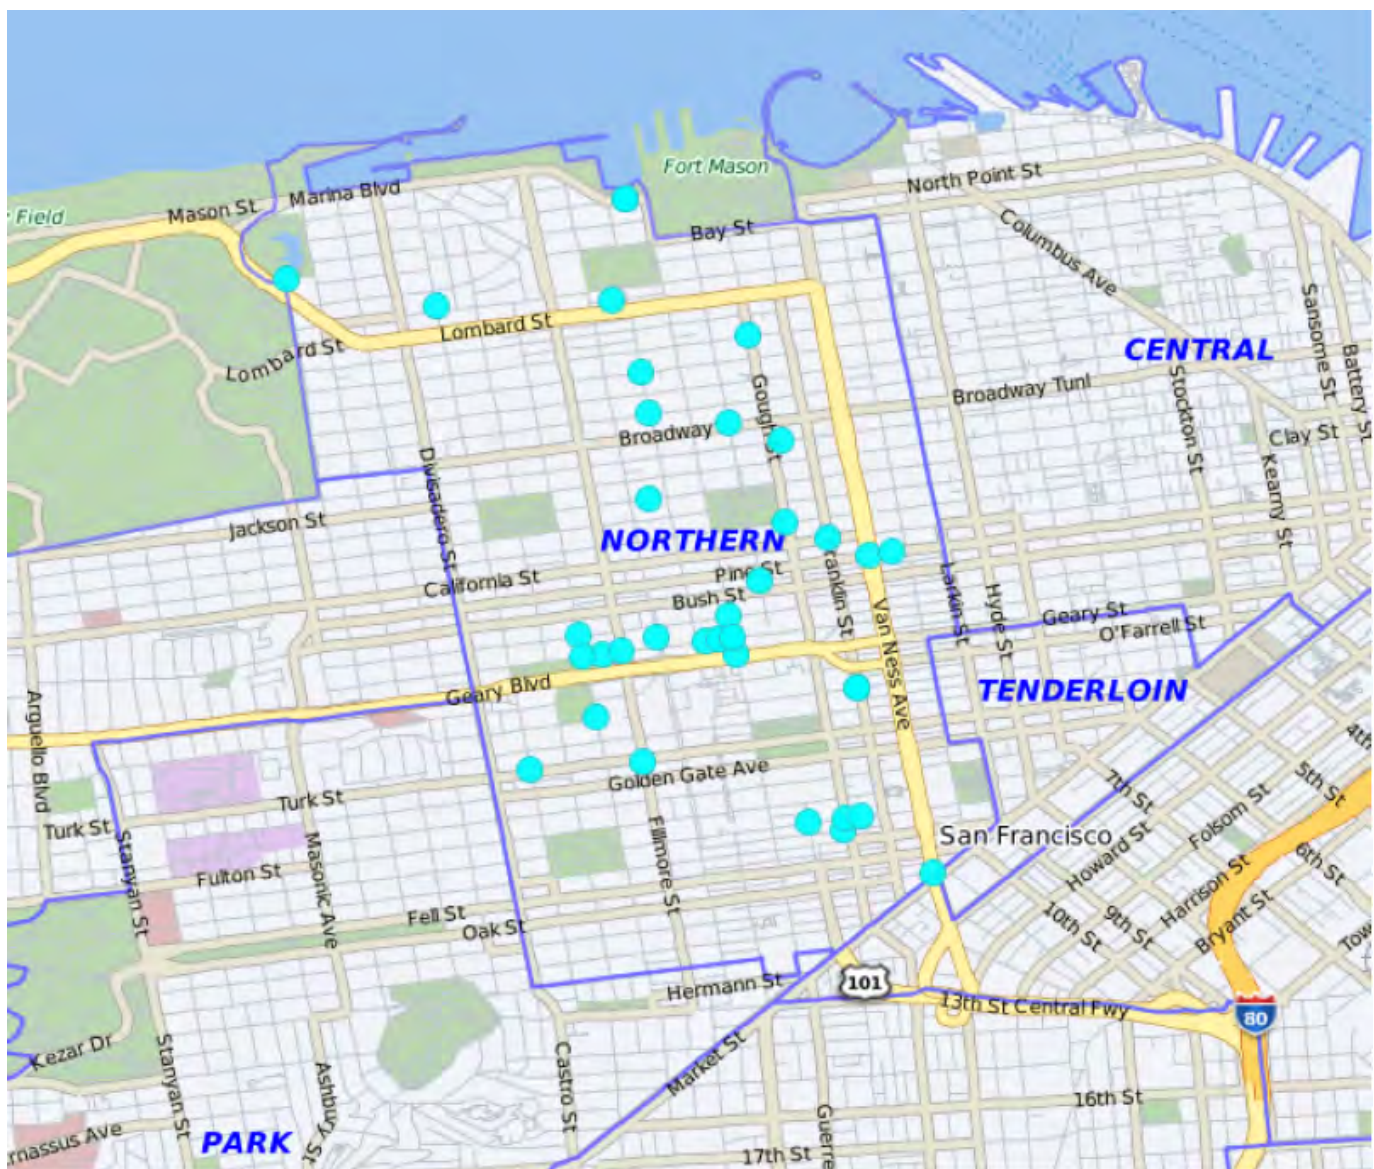 Fort Mason
North Point St
Marina Blvd
Mason St
Field
Bay St
Columbus Ave
Sansome St
Lombard St
Lombard St
CENTRAL
Battery St
Stockton St
Broadway Tunl
Gough St
Broadway
Clay St
Kearny St
Divisadero St
Jackson St
NORTHERN
California St
Pine St
Bush St
Franklin St
Larkin St
Hyde St
Geary St
O'Farrell St
Van Ness Ave
Geary Blvd
TENDERLOIN
Arguello Blvd
4th
5th St
7th St
Golden Gate Ave
Turk St
Turk St
Folsom St
San Francisco
Howard St
6th St
Stanyan St
Masonic Ave
Fillmore St
Fulton St
Harrison St
Fell St
Oak St
10th St
9th St
Bryant St
Hermann St
101
13th St Central Fwy
80
Kezar Dr
Market St
Stanyan St
Ashbury St
Castro St
16th St
PARK
17th St